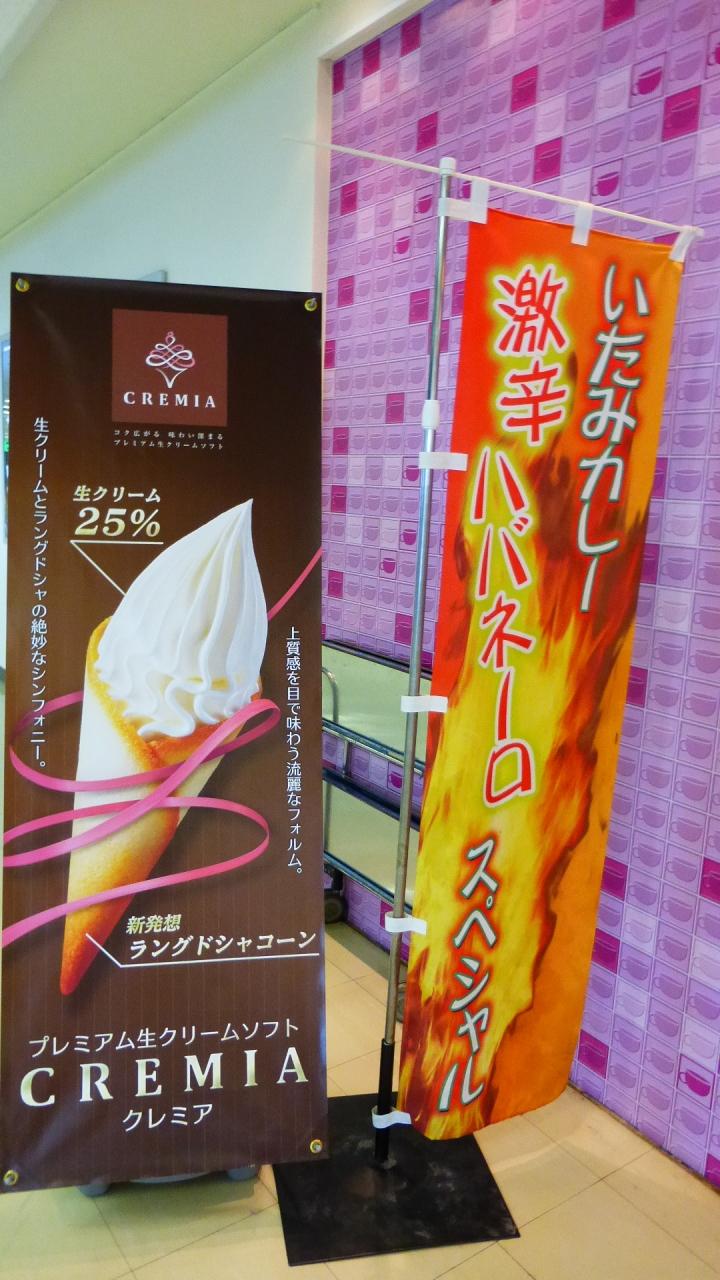 CREMIA
コク広がる 味わい深まる
プレミアム生クリームソフト
生クリームとラングドシャの絶妙なシンフォニー。
生クリーム
25%
上質感を目で味わう流麗なフォルム。
新発想
ラングドシャコーン
プレミアム生クリームソフト
CREMIA
クレミア
いたみカレー
激辛ハバネーロ
スペシャル